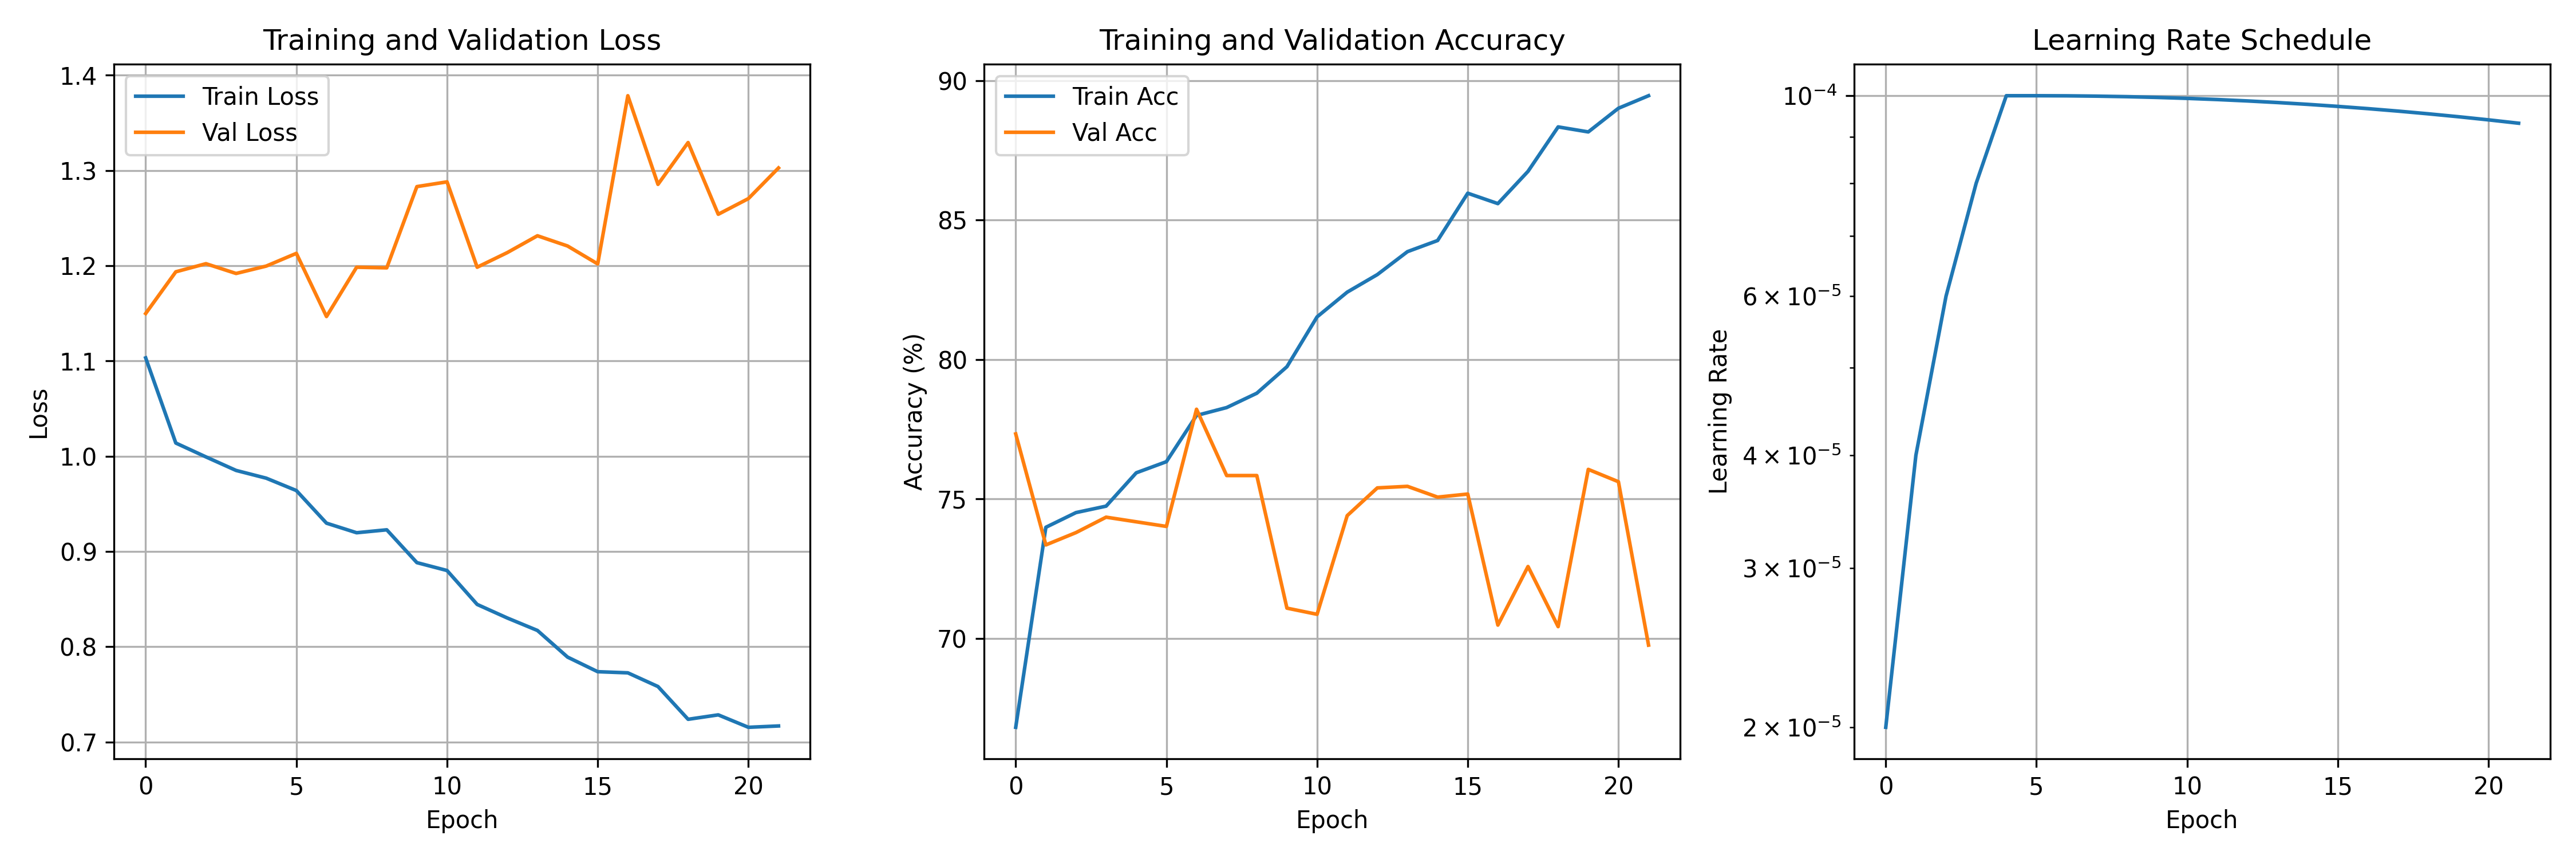 Training and Validation Loss
1.4
1.3
1.2
1.1
1.0
0.9
0.8
0.7
Loss
Train Loss
Val Loss
0 5 10 15 20
Epoch
Training and Validation Accuracy
90
85
80
75
70
Accuracy (%)
Train Acc
Val Acc
0 5 10 15 20
Epoch
Learning Rate Schedule
10⁻⁴
6 × 10⁻⁵
4 × 10⁻⁵
3 × 10⁻⁵
2 × 10⁻⁵
Learning Rate
0 5 10 15 20
Epoch